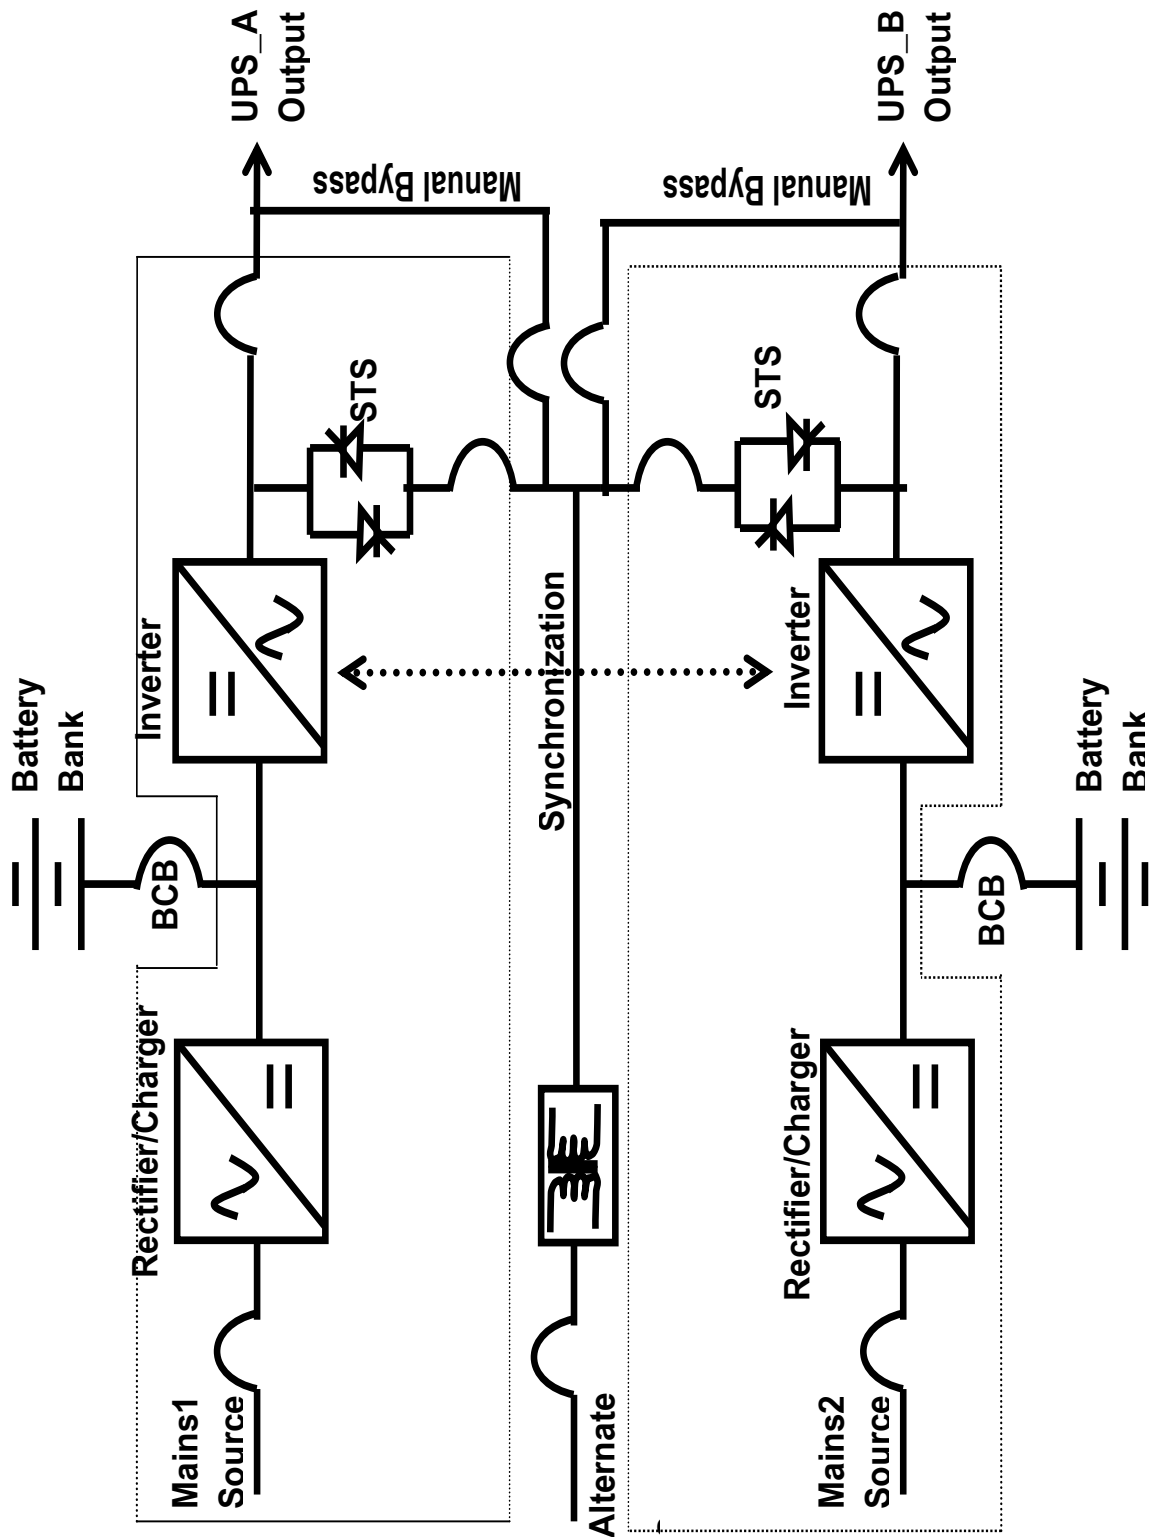 Battery
Bank
BCB
Mains1
Source
Rectifier/Charger
Inverter
STS
UPS_A
Output
Manual Bypass
Alternate
Synchronization
Manual Bypass
Mains2
Source
Rectifier/Charger
Inverter
STS
UPS_B
Output
BCB
Battery
Bank